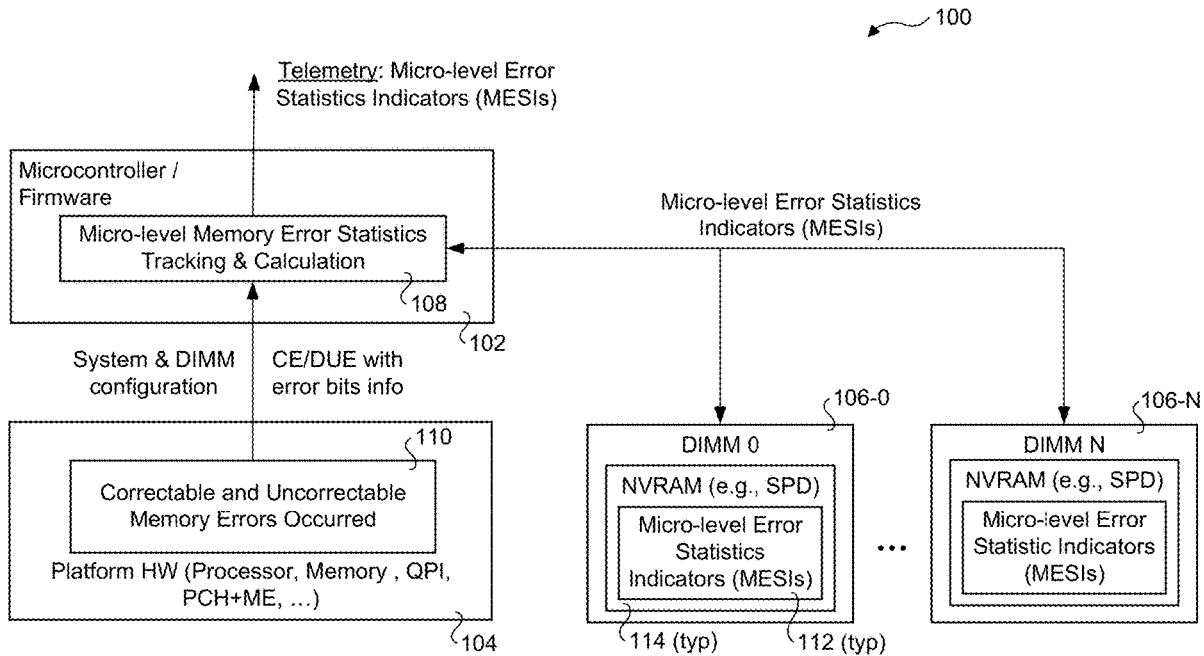 100
Telemetry: Micro-level Error
Statistics Indicators (MESIs)
Microcontroller /
Firmware
Micro-level Memory Error Statistics
Tracking & Calculation
108
102
Micro-level Error Statistics
Indicators (MESIs)
System & DIMM
configuration
CE/DUE with
error bits info
110
Correctable and Uncorrectable
Memory Errors Occurred
Platform HW (Processor, Memory , QPI,
PCH+ME, ...)
104
106-0
DIMM 0
NVRAM (e.g., SPD)
Micro-level Error
Statistics
Indicators (MESIs)
114 (typ)
112 (typ)
...
106-N
DIMM N
NVRAM (e.g., SPD)
Micro-level Error
Statistic Indicators
(MESIs)